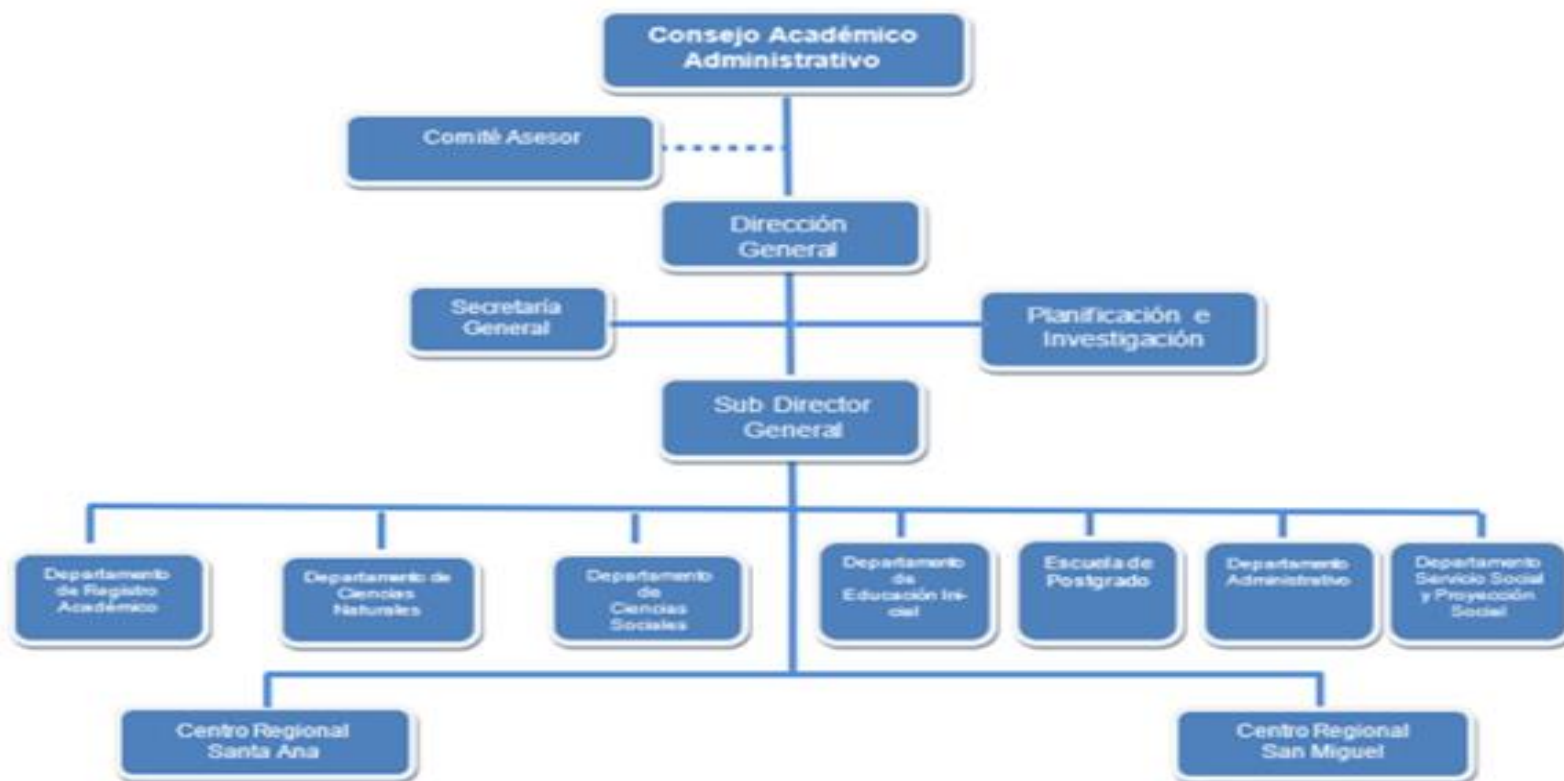 Consejo Académico
Administrativo
Comité Asesor
Dirección
General
Secretaría
General
Planificación e
Investigación
Sub Director
General
Departamento
de Registro
Académico
Departamento de
Ciencias
Naturales
Departamento
de
Ciencias
Sociales
Departamento
de
Educación Ini-
cial
Escuela de
Postgrado
Departamento
Administrativo
Departamento
Servicio Social
y Proyección
Social
Centro Regional
Santa Ana
Centro Regional
San Miguel